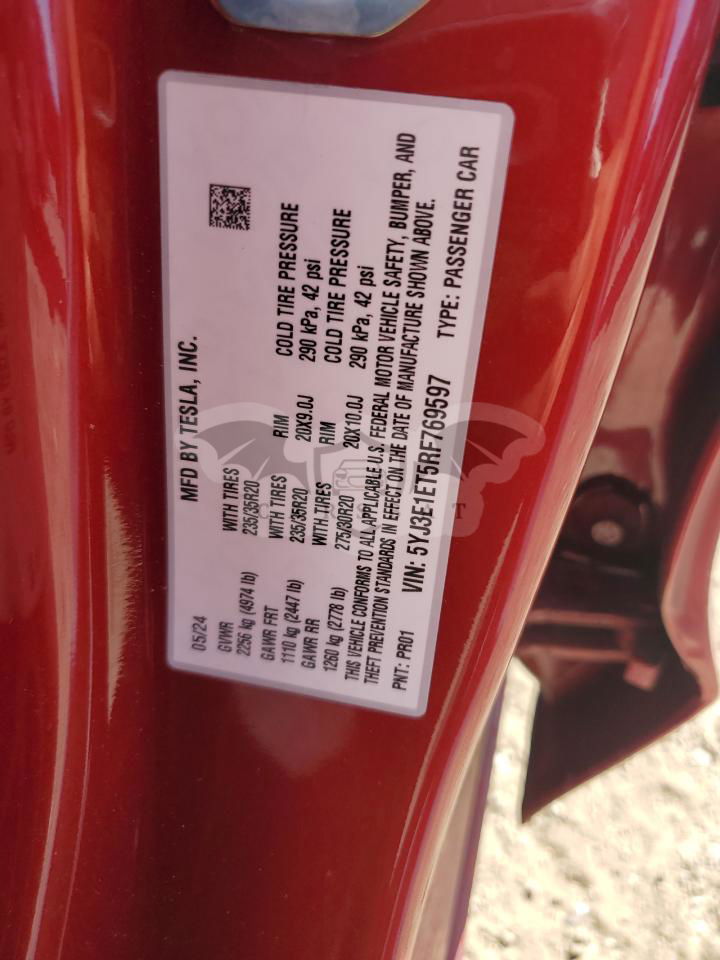 MFD BY TESLA, INC.
05/24
GVWR
2256 kg (4974 lb) WITH TIRES 235/35R20 RIM 20X9.0J COLD TIRE PRESSURE 290 kPa, 42 psi
GAWR FRT
1110 kg (2447 lb) WITH TIRES 235/35R20
GAWR RR WITH TIRES RIM COLD TIRE PRESSURE
1260 kg (2778 lb) 275/30R20 20X10.0J 290 kPa, 42 psi
THIS VEHICLE CONFORMS TO ALL APPLICABLE U.S. FEDERAL MOTOR VEHICLE SAFETY, BUMPER, AND
THEFT PREVENTION STANDARDS IN EFFECT ON THE DATE OF MANUFACTURE SHOWN ABOVE.
PNT: PR01 VIN: 5YJ3E1ET5RF769597 TYPE: PASSENGER CAR